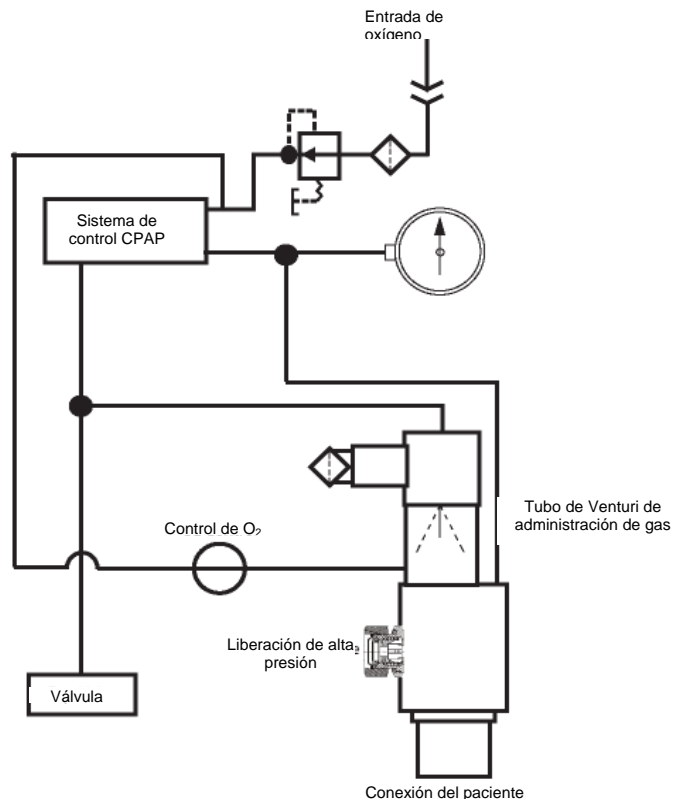 Entrada de
oxígeno
Sistema de
control CPAP
Tubo de Venturi de
administración de gas
Control de O₂
Liberación de alta
presión
Válvula
Conexión del paciente